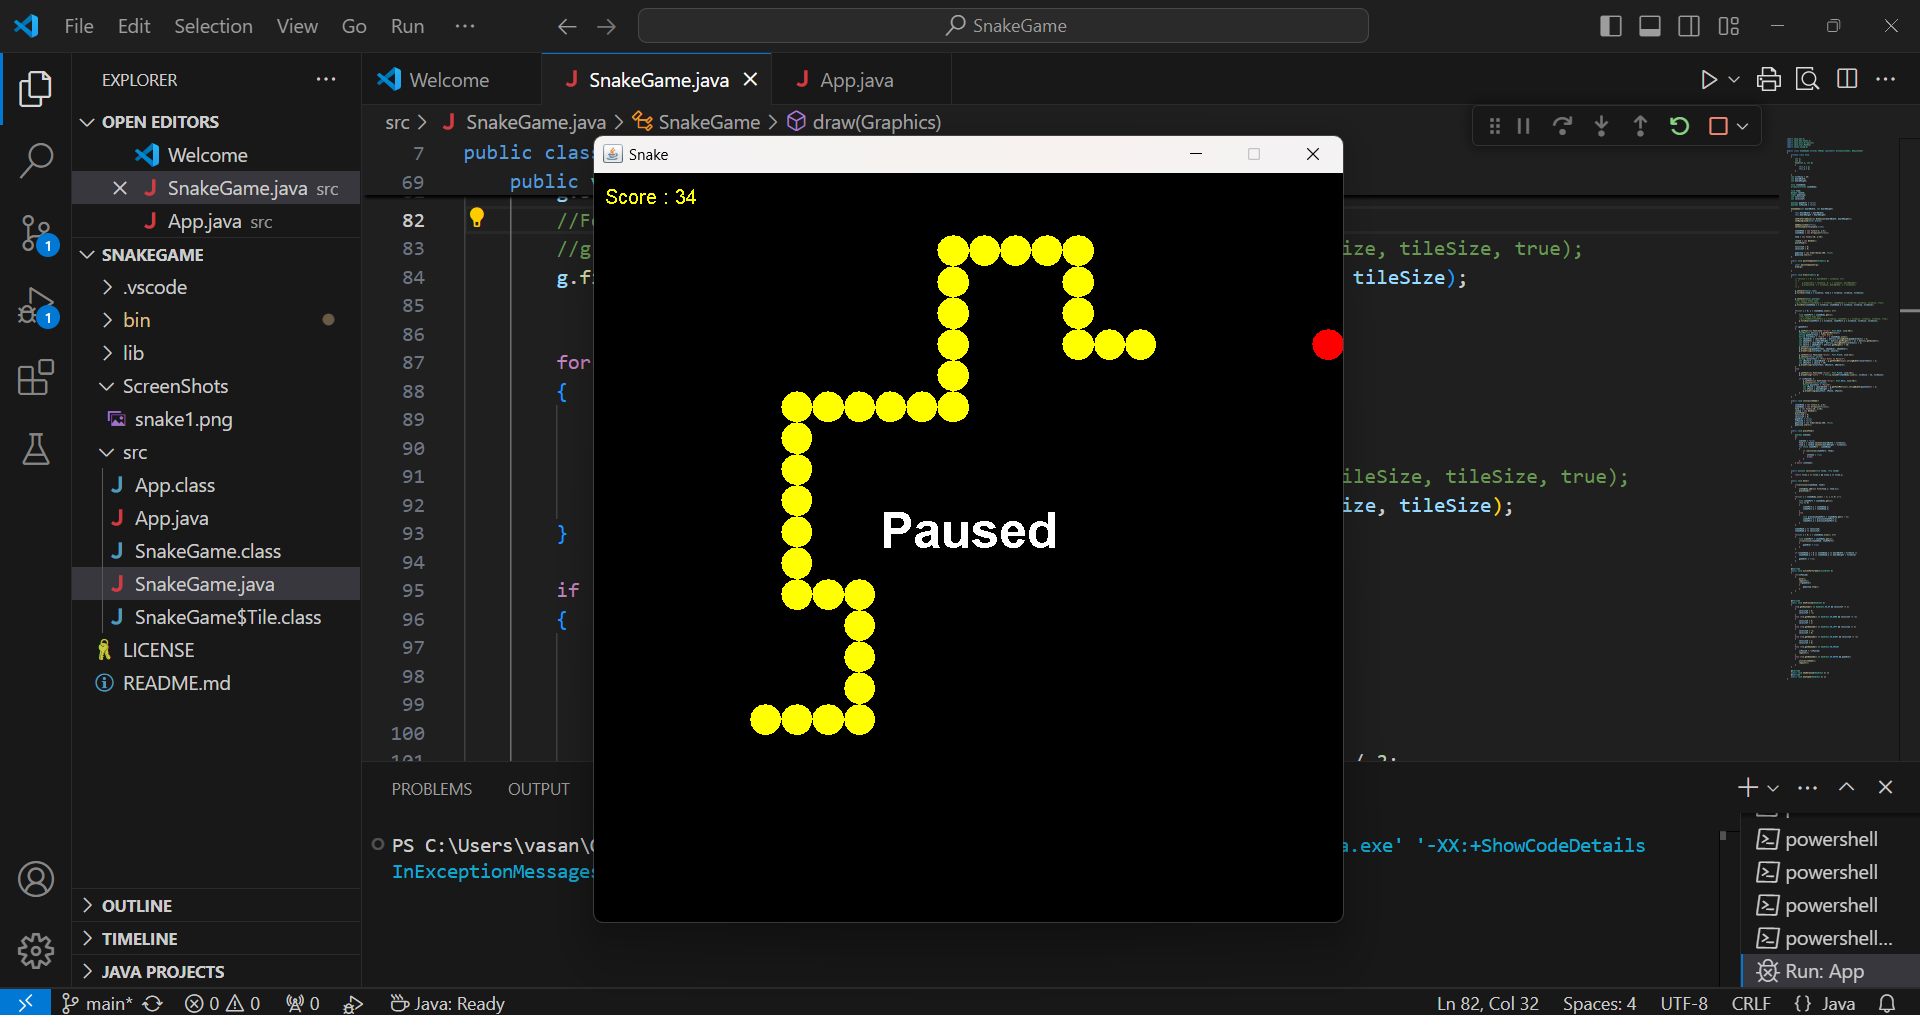 File Edit Selection View Go Run ··· SnakeGame
EXPLORER ···
Welcome SnakeGame.java App.java
OPEN EDITORS
Welcome
SnakeGame.java src
App.java src
SNAKEGAME
.vscode
bin
lib
ScreenShots
snake1.png
src
App.class
App.java
SnakeGame.class
SnakeGame.java
SnakeGame$Tile.class
LICENSE
README.md
OUTLINE
TIMELINE
JAVA PROJECTS
1
1
src > SnakeGame.java > SnakeGame > draw(Graphics)
7 public clas
69 public
82 //F
83 //g ize, tileSize, true);
84 g.f tileSize);
85
86
87 for
88 {
89
90
91 ileSize, tileSize, true);
92 ize, tileSize);
93 }
94
95 if
96 {
97
98
99
100
Snake
Score : 34
Paused
PROBLEMS OUTPUT
PS C:\Users\vasan\ .exe' '-XX:+ShowCodeDetails
InExceptionMessages
powershell
powershell
powershell
powershell...
Run: App
main* 0 0 0 Java: Ready Ln 82, Col 32 Spaces: 4 UTF-8 CRLF {} Java